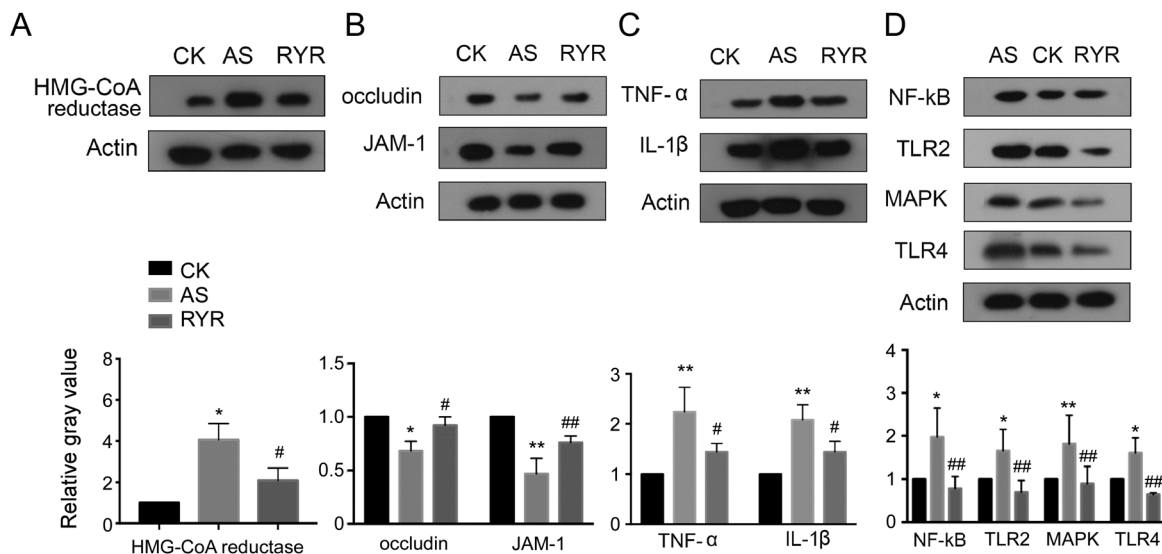 A
CK AS RYR
HMG-CoA
reductase
Actin
B
CK AS RYR
occludin
JAM-1
Actin
C
CK AS RYR
TNF- α
IL-1β
Actin
D
AS CK RYR
NF-kB
TLR2
MAPK
TLR4
Actin
CK
AS
RYR
Relative gray value
8
6
4
2
0
*
#
HMG-CoA reductase
1.5
1.0
0.5
0.0
*
#
**
##
occludin JAM-1
3
2
1
0
**
#
**
#
TNF- α IL-1β
4
3
2
1
0
*
##
*
##
**
##
*
##
NF-kB TLR2 MAPK TLR4